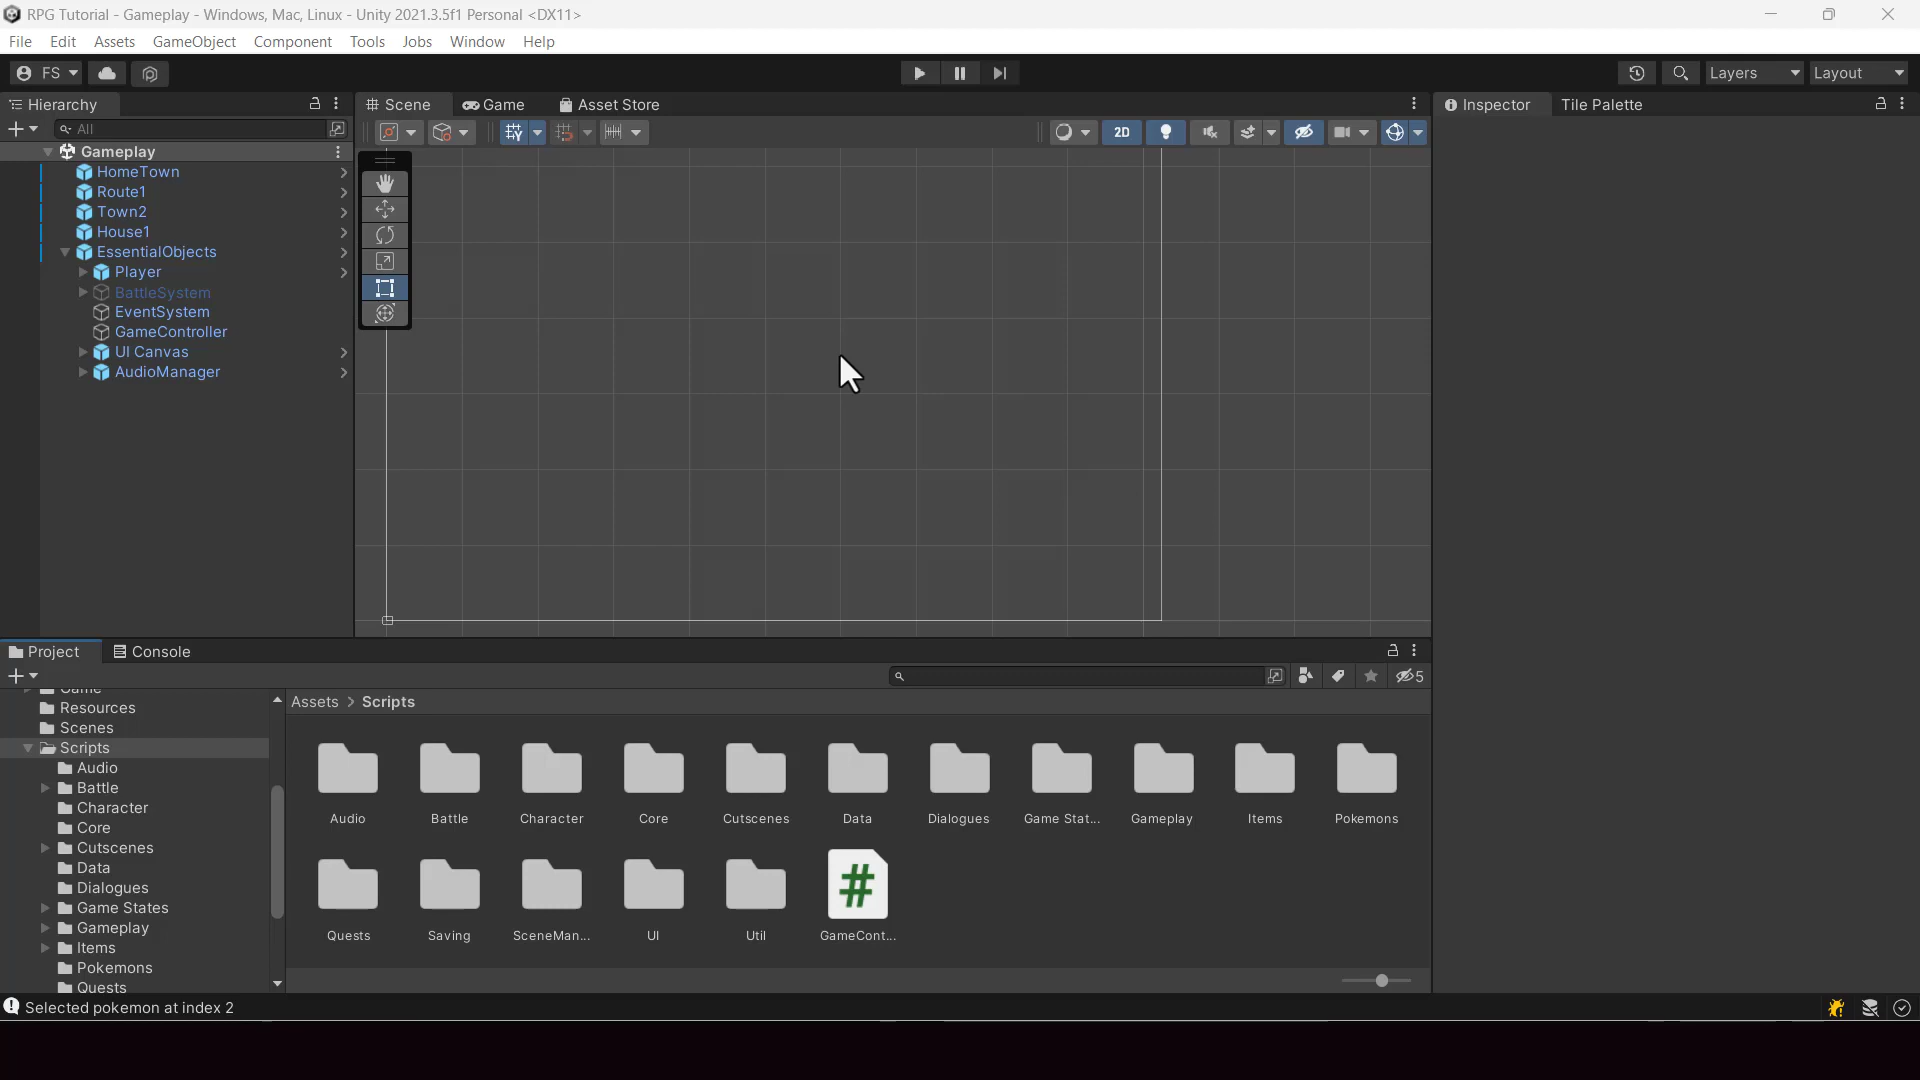 RPG Tutorial - Gameplay - Windows, Mac, Linux - Unity 2021.3.5f1 Personal <DX11>
File Edit Assets GameObject Component Tools Jobs Window Help
FS
Layers
Layout
Hierarchy
All
Gameplay
HomeTown
Route1
Town2
House1
EssentialObjects
Player
BattleSystem
EventSystem
GameController
UI Canvas
AudioManager
Scene
Game
Asset Store
2D
Inspector
Tile Palette
Project
Console
5
Game
Resources
Scenes
Scripts
Audio
Battle
Character
Core
Cutscenes
Data
Dialogues
Game States
Gameplay
Items
Pokemons
Quests
Assets > Scripts
Audio Battle Character Core Cutscenes Data Dialogues Game Stat... Gameplay Items Pokemons
#
Quests Saving SceneMan... UI Util GameCont...
Selected pokemon at index 2